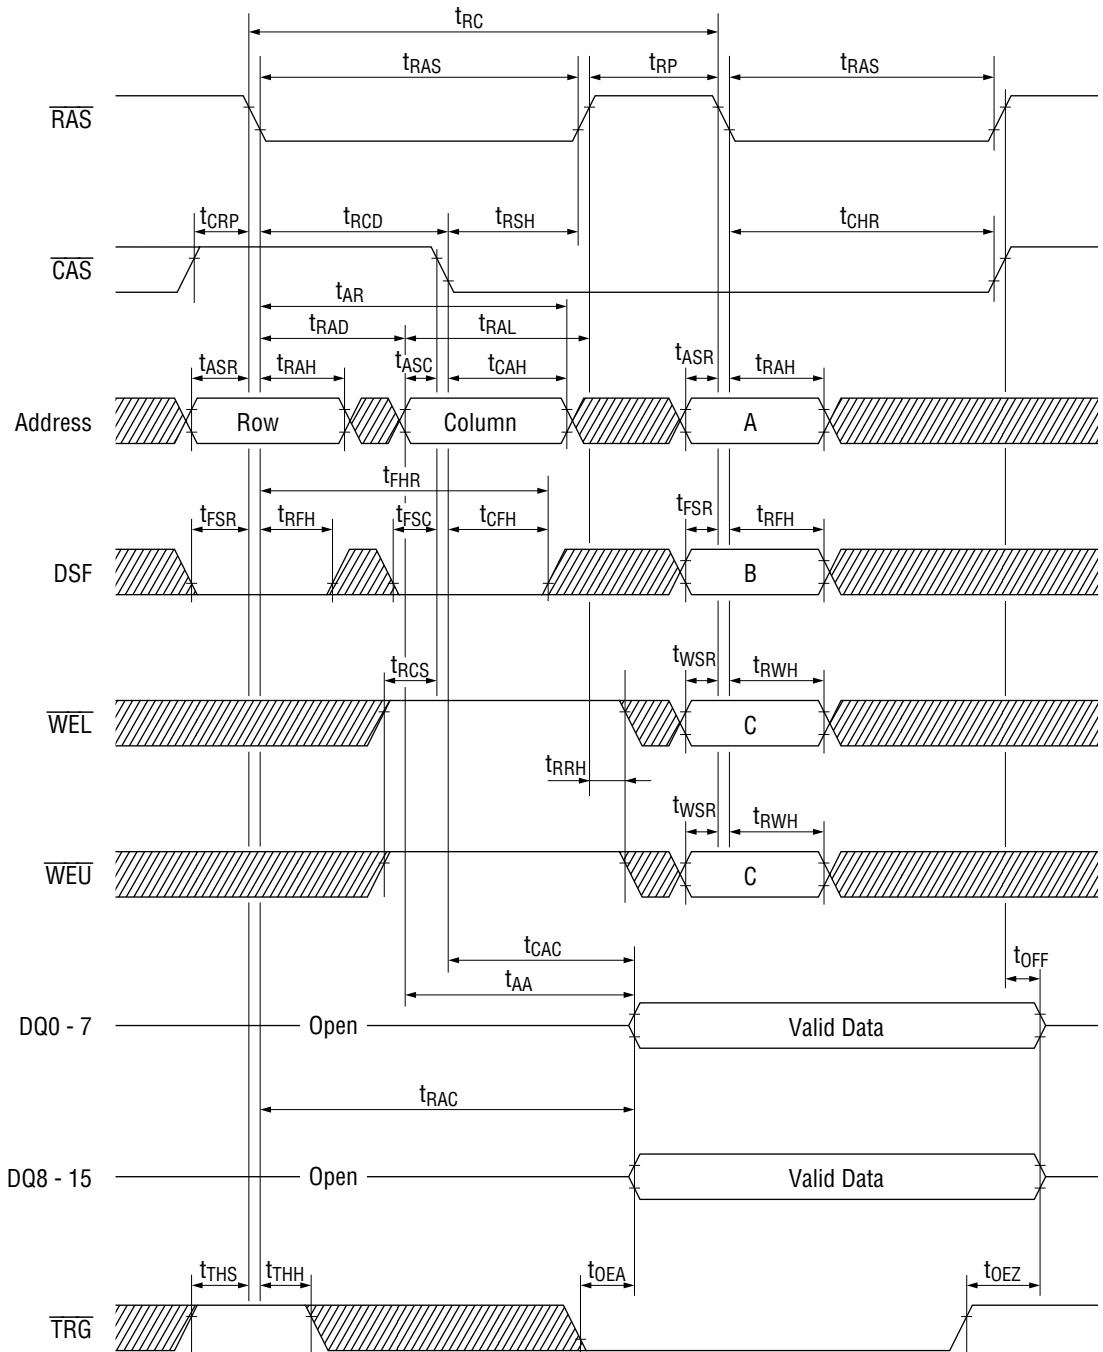 tRC
tRAS tRP tRAS
RAS
tCRP tRCD tRSH tCHR
CAS
tAR
tRAD tRAL
tASR tRAH tASC tCAH tASR tRAH
Address Row Column A
tFHR
tFSR tRFH tFSC tCFH tFSR tRFH
DSF B
tRCS tWSR tRWH
WEL C
tRRH
tWSR tRWH
WEU C
tCAC tOFF
tAA
DQ0 - 7 Open Valid Data
tRAC
DQ8 - 15 Open Valid Data
tTHS tTHH tOEA tOEZ
TRG